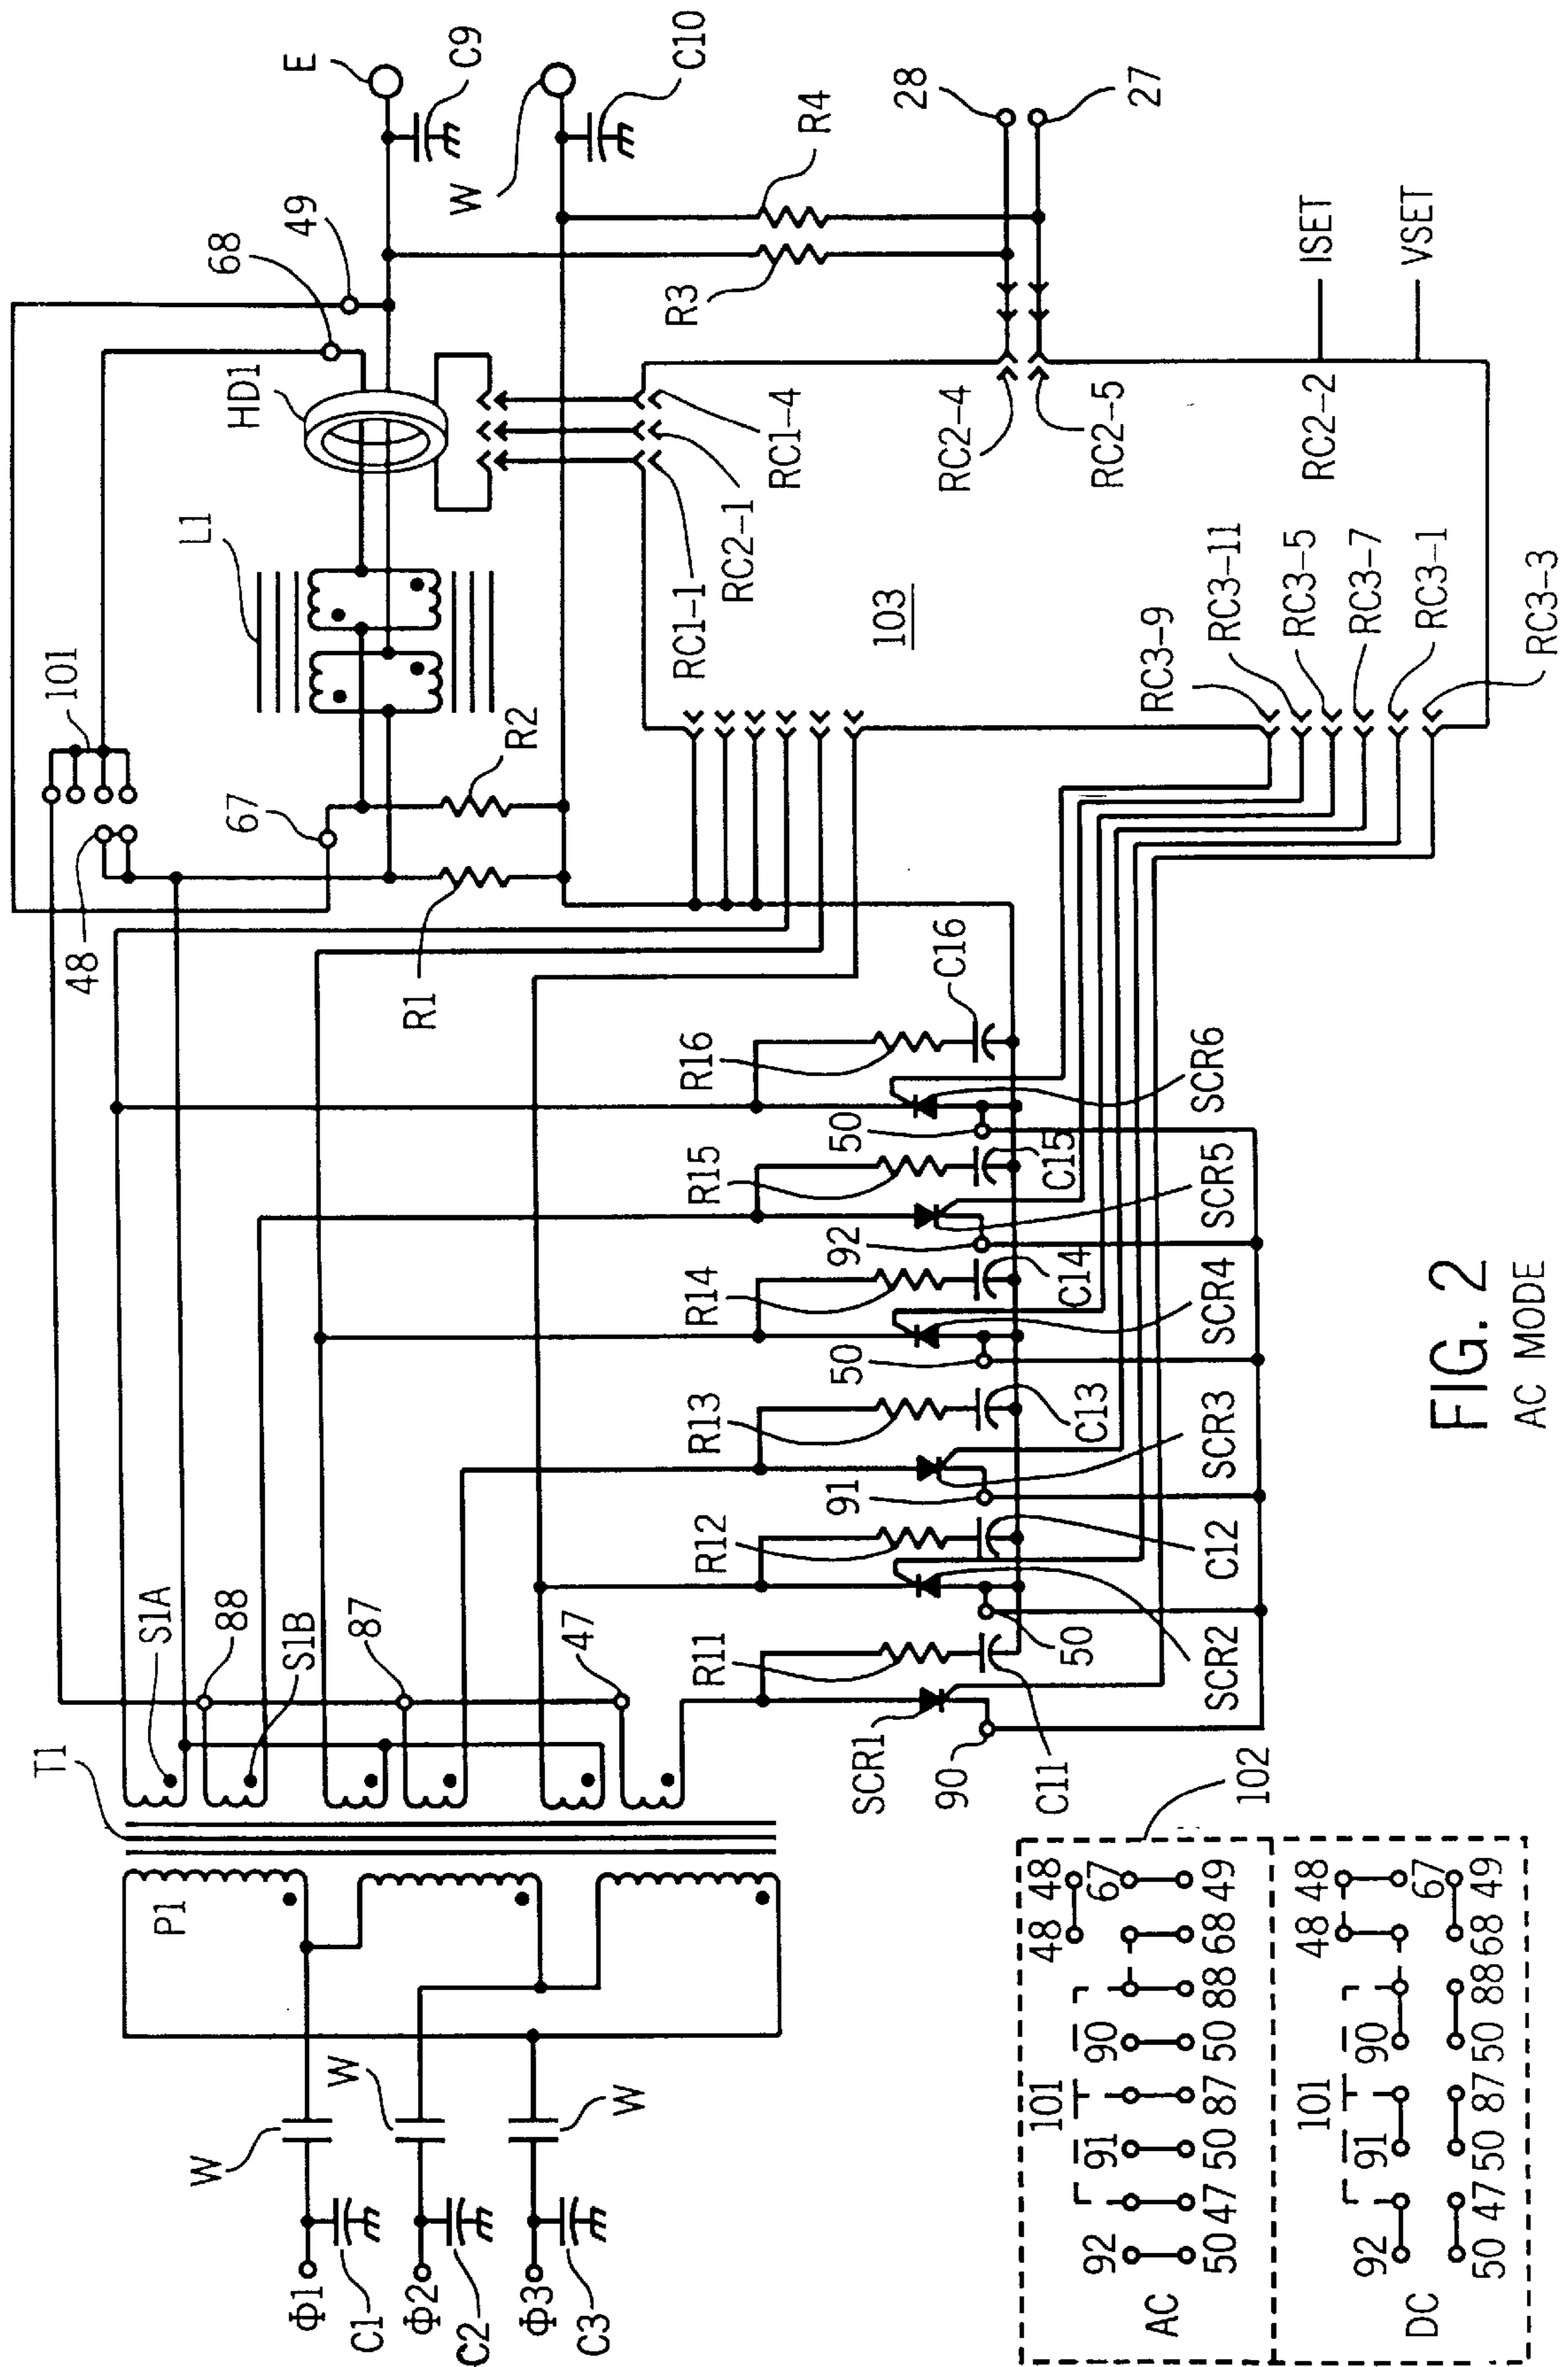 E
C9
W
C10
28
27
R4
R3
49
68
HD1
ISET
VSET
RC1-4
RC2-1
RC1-1
RC2-4
RC2-5
RC2-2
L1
101
R2
67
48
R1
103
RC3-9
RC3-11
RC3-5
RC3-7
RC3-1
RC3-3
C16
R16
SCR6
50
R15
C15
SCR5
92
R14
C14
SCR4
50
R13
C13
SCR3
91
R12
C12
50
SCR2
R11
SCR1
90
C11
S1A
88
S1B
87
47
T1
P1
W
W
W
Φ1
C1
Φ2
C2
Φ3
C3
102
101
48 48
67
92 91 90
50 47 50 87 50 88 68 49
AC
101
48 48
67
92 91 90
50 47 50 87 50 88 68 49
DC
FIG. 2
AC MODE